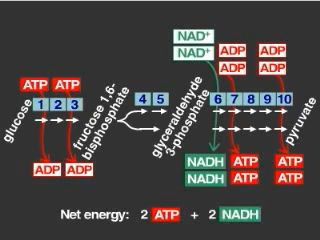 NAD⁺
NAD⁺
ADP ADP
ADP ADP
ATP ATP
1 2 3 4 5 6 7 8 9 10
glucose
fructose 1,6-
bisphosphate
glyceraldehyde
3-phosphate
pyruvate
ADP ADP
NADH ATP ATP
NADH ATP ATP
Net energy: 2 ATP + 2 NADH